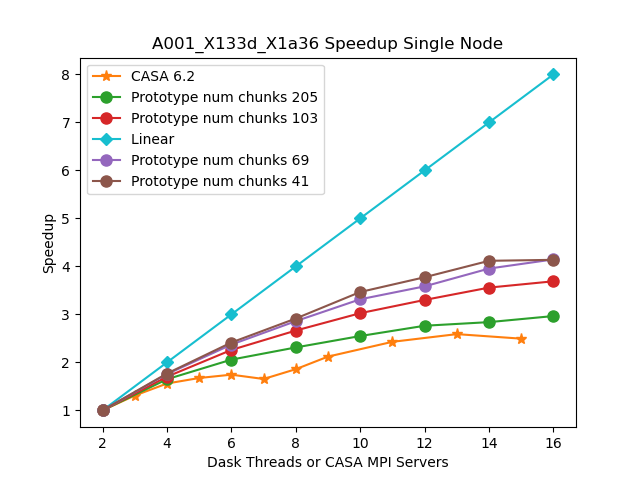 A001_X133d_X1a36 Speedup Single Node
CASA 6.2
Prototype num chunks 205
Prototype num chunks 103
Linear
Prototype num chunks 69
Prototype num chunks 41
8
7
6
5
4
3
2
1
Speedup
2 4 6 8 10 12 14 16
Dask Threads or CASA MPI Servers